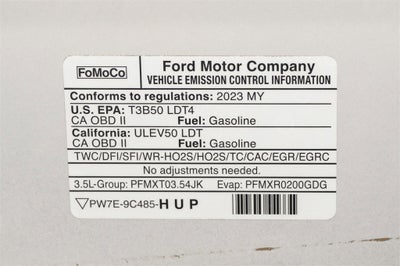 FoMoCo
Ford Motor Company
VEHICLE EMISSION CONTROL INFORMATION
Conforms to regulations: 2023 MY
U.S. EPA: T3B50 LDT4
CA OBD II Fuel: Gasoline
California: ULEV50 LDT
CA OBD II Fuel: Gasoline
TWC/DFI/SFI/WR-HO2S/HO2S/TC/CAC/EGR/EGRC
No adjustments needed.
3.5L-Group: PFMXT03.54JK Evap: PFMXR0200GDG
▽PW7E-9C485-HUP